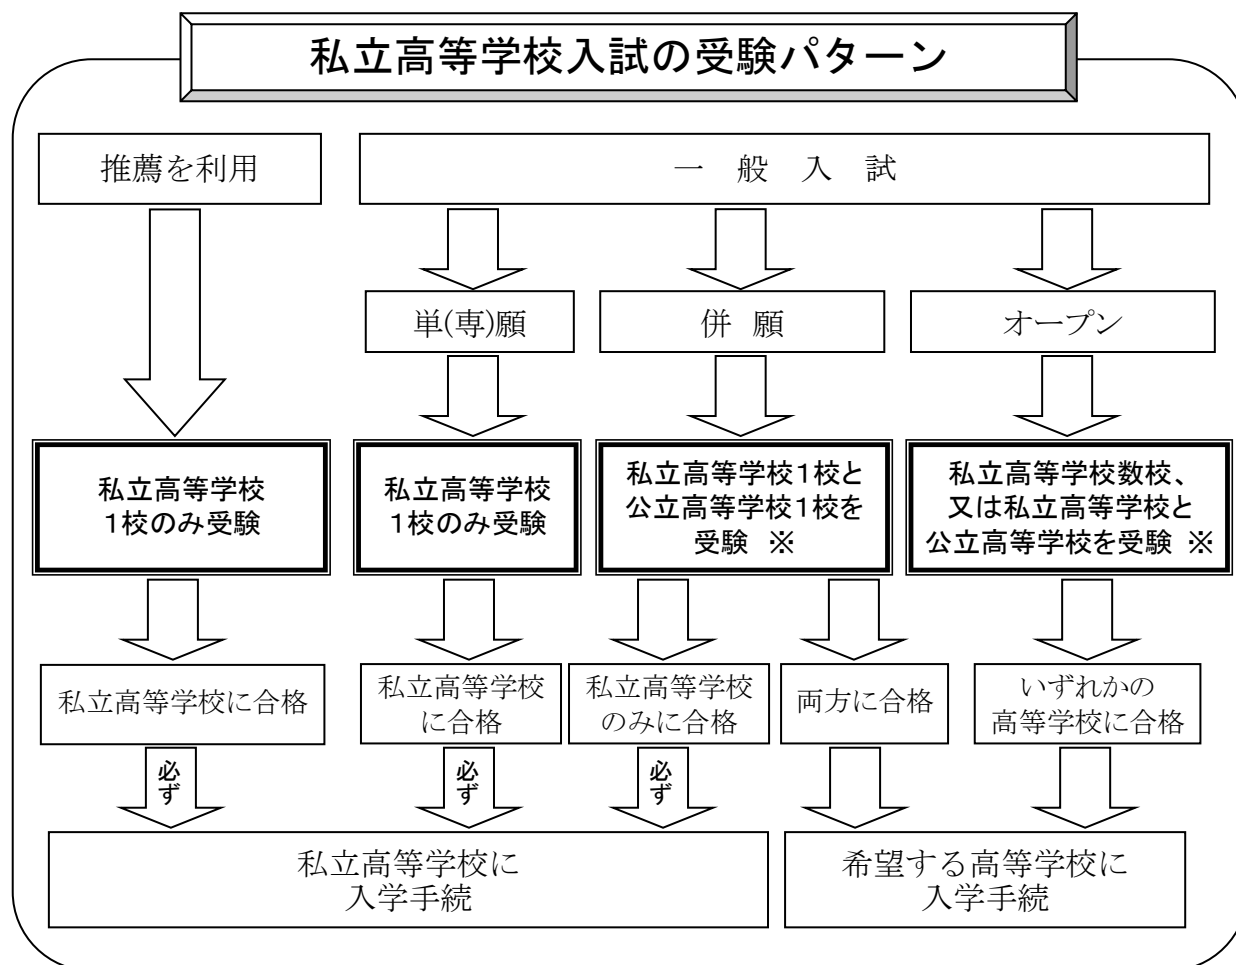 私立高等学校入試の受験パターン
推薦を利用
一般入試
単(専)願
併願
オープン
私立高等学校
1校のみ受験
私立高等学校
1校のみ受験
私立高等学校1校と
公立高等学校1校を
受験 ※
私立高等学校数校、
又は私立高等学校と
公立高等学校を受験 ※
私立高等学校に合格
私立高等学校
に合格
私立高等学校
のみに合格
両方に合格
いずれかの
高等学校に合格
必ず
必ず
必ず
私立高等学校に
入学手続
希望する高等学校に
入学手続